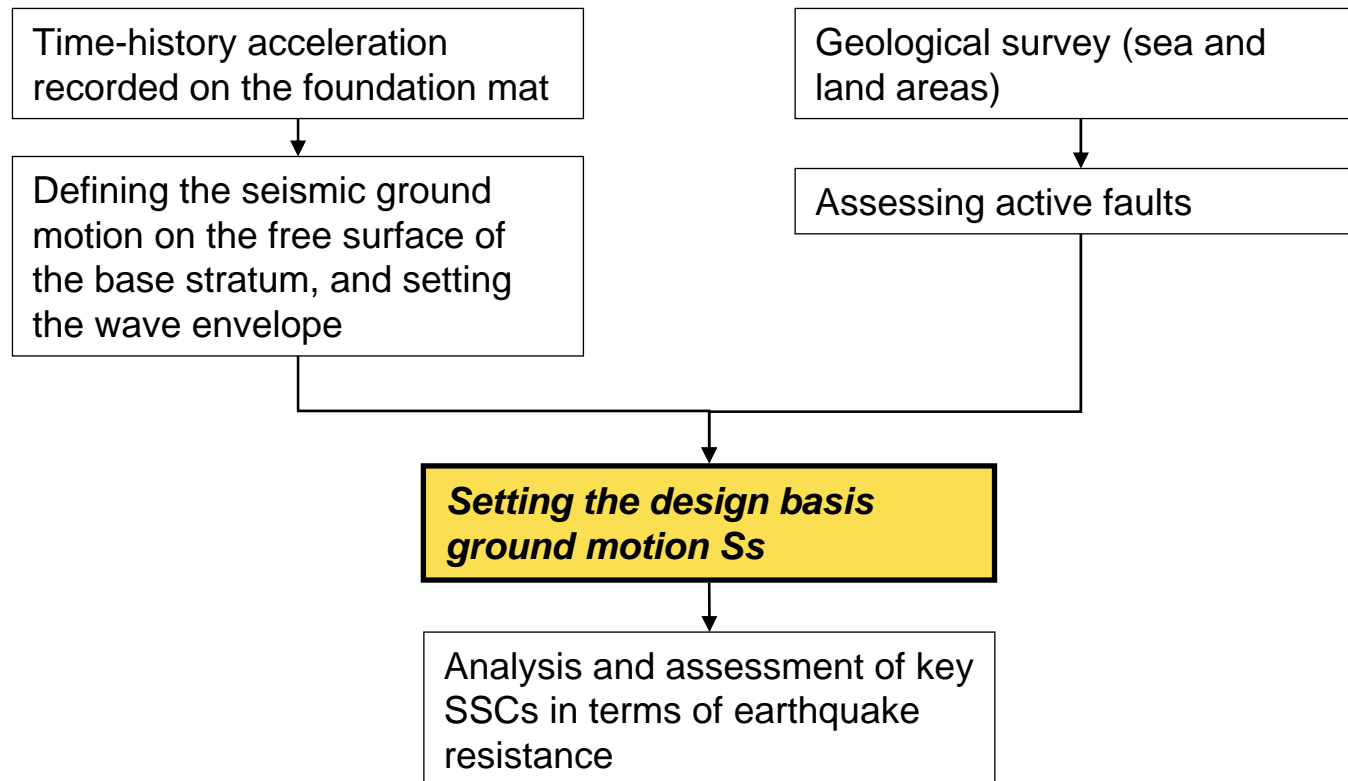 Time-history acceleration
recorded on the foundation mat
Geological survey (sea and
land areas)
Defining the seismic ground
motion on the free surface of
the base stratum, and setting
the wave envelope
Assessing active faults
Setting the design basis
ground motion Ss
Analysis and assessment of key
SSCs in terms of earthquake
resistance